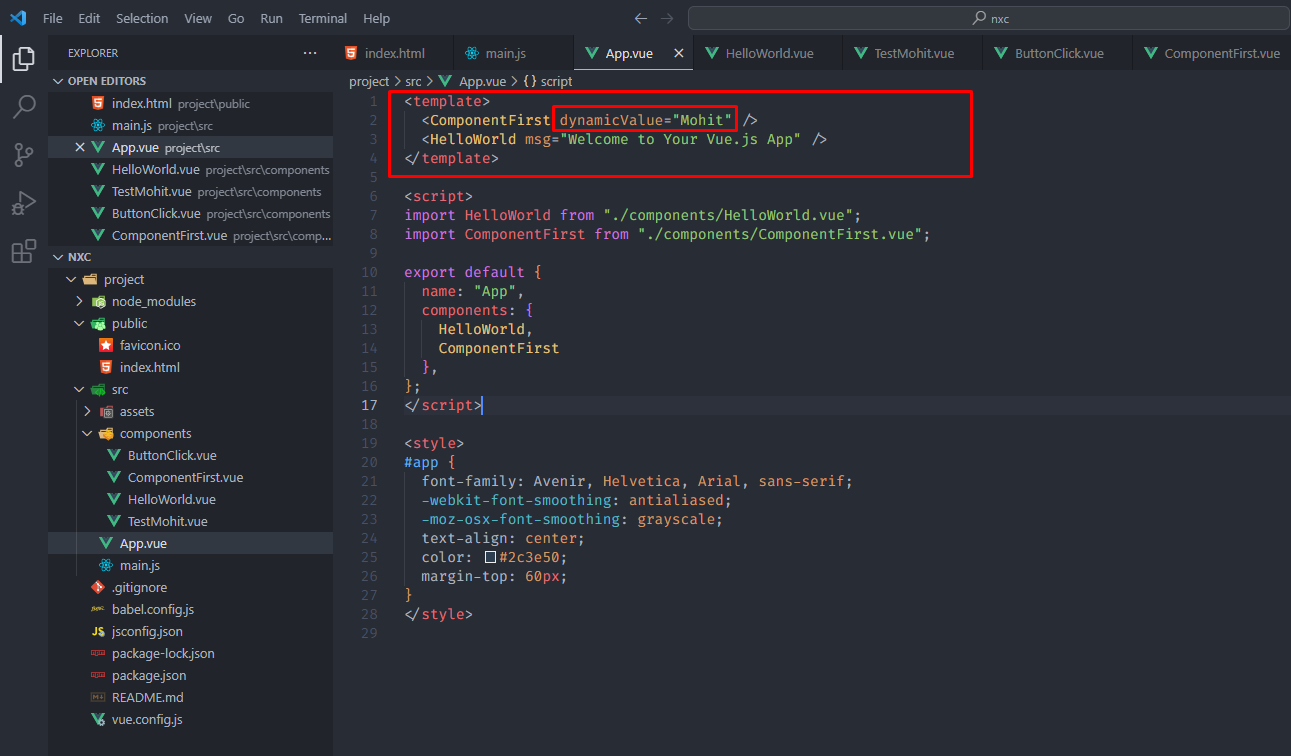 File Edit Selection View Go Run Terminal Help
nxc
EXPLORER
OPEN EDITORS
index.html project\public
main.js project\src
App.vue project\src
HelloWorld.vue project\src\components
TestMohit.vue project\src\components
ButtonClick.vue project\src\components
ComponentFirst.vue project\src\comp...
NXC
project
node_modules
public
favicon.ico
index.html
src
assets
components
ButtonClick.vue
ComponentFirst.vue
HelloWorld.vue
TestMohit.vue
App.vue
main.js
.gitignore
babel.config.js
jsconfig.json
package-lock.json
package.json
README.md
vue.config.js
index.html main.js App.vue HelloWorld.vue TestMohit.vue ButtonClick.vue ComponentFirst.vue
project > src > App.vue > {} script
1 <template>
2 <ComponentFirst dynamicValue="Mohit" />
3 <HelloWorld msg="Welcome to Your Vue.js App" />
4 </template>
5
6 <script>
7 import HelloWorld from "./components/HelloWorld.vue";
8 import ComponentFirst from "./components/ComponentFirst.vue";
9
10 export default {
11 name: "App",
12 components: {
13 HelloWorld,
14 ComponentFirst
15 },
16 };
17 </script>
18
19 <style>
20 #app {
21 font-family: Avenir, Helvetica, Arial, sans-serif;
22 -webkit-font-smoothing: antialiased;
23 -moz-osx-font-smoothing: grayscale;
24 text-align: center;
25 color: #2c3e50;
26 margin-top: 60px;
27 }
28 </style>
29